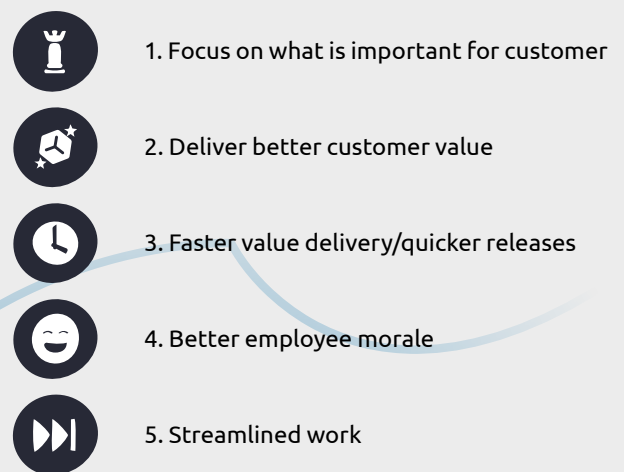 1. Focus on what is important for customer
2. Deliver better customer value
3. Faster value delivery/quicker releases
4. Better employee morale
5. Streamlined work